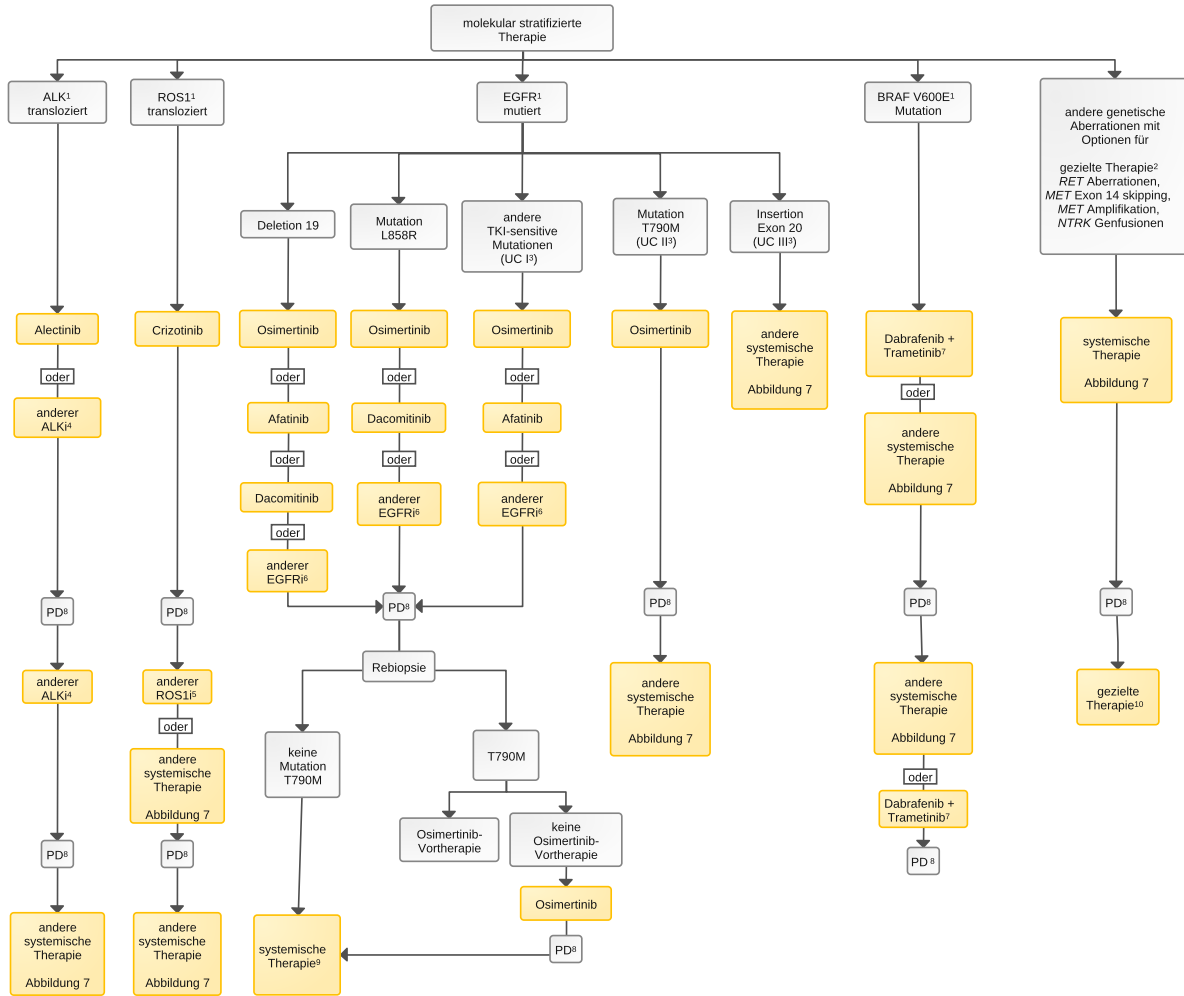 molekular stratifizierte
Therapie
ALK¹
transloziert
ROS1¹
transloziert
EGFR¹
mutiert
BRAF V600E¹
Mutation
andere genetische
Aberrationen mit
Optionen für
gezielte Therapie²
RET Aberrationen,
MET Exon 14 skipping,
MET Amplifikation,
NTRK Genfusionen
Deletion 19
Mutation
L858R
andere
TKI-sensitive
Mutationen
(UC I³)
Mutation
T790M
(UC II³)
Insertion
Exon 20
(UC III³)
Alectinib
oder
anderer
ALKi⁴
PD⁸
anderer
ALKi⁴
PD⁸
andere
systemische
Therapie
Abbildung 7
Crizotinib
PD⁸
anderer
ROS1i⁵
oder
andere
systemische
Therapie
Abbildung 7
PD⁸
andere
systemische
Therapie
Abbildung 7
Osimertinib
oder
Afatinib
oder
Dacomitinib
oder
anderer
EGFRi⁶
Osimertinib
oder
Dacomitinib
oder
anderer
EGFRi⁶
Osimertinib
oder
Afatinib
oder
anderer
EGFRi⁶
PD⁸
Rebiopsie
keine
Mutation
T790M
T790M
Osimertinib-
Vortherapie
keine
Osimertinib-
Vortherapie
Osimertinib
PD⁸
systemische
Therapie⁹
Osimertinib
PD⁸
andere
systemische
Therapie
Abbildung 7
andere
systemische
Therapie
Abbildung 7
Dabrafenib +
Trametinib⁷
oder
andere
systemische
Therapie
Abbildung 7
PD⁸
andere
systemische
Therapie
Abbildung 7
oder
Dabrafenib +
Trametinib⁷
PD ⁸
systemische
Therapie
Abbildung 7
PD⁸
gezielte
Therapie¹⁰